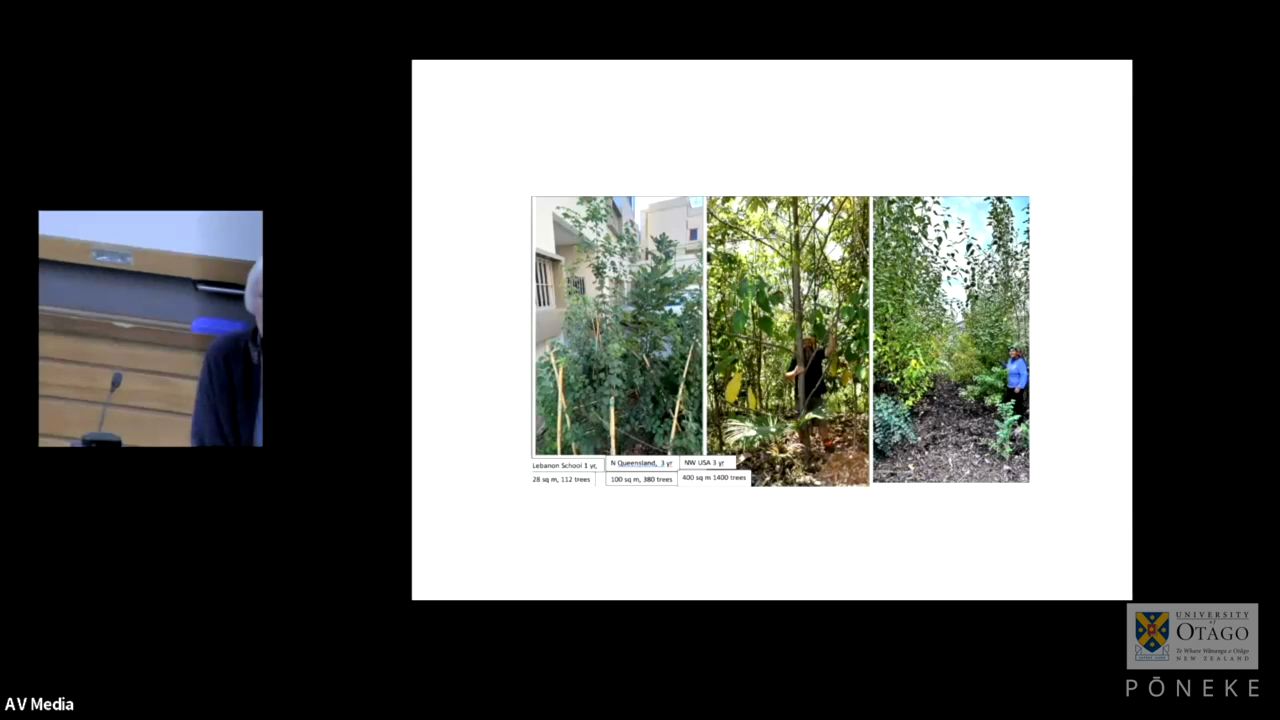 Lebanon School 1 yr,
28 sq m, 112 trees
N Queensland, 3 yr
100 sq m, 380 trees
NW USA 3 yr
400 sq m 1400 trees
UNIVERSITY
of
OTAGO
Te Whare Wānanga o Otāgo
NEW ZEALAND
PŌNEKE
AV Media